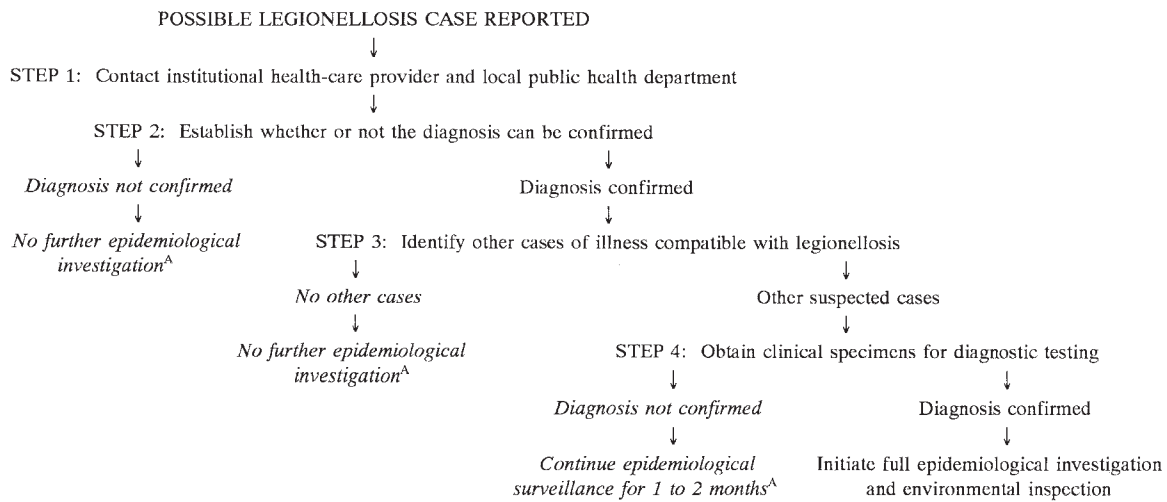 POSSIBLE LEGIONELLOSIS CASE REPORTED
↓
STEP 1: Contact institutional health-care provider and local public health department
↓
STEP 2: Establish whether or not the diagnosis can be confirmed
↓ ↓
Diagnosis not confirmed Diagnosis confirmed
↓ ↓
No further epidemiological
investigationA
STEP 3: Identify other cases of illness compatible with legionellosis
↓ ↓
No other cases Other suspected cases
↓ ↓
No further epidemiological
investigationA
STEP 4: Obtain clinical specimens for diagnostic testing
↓ ↓
Diagnosis not confirmed Diagnosis confirmed
↓ ↓
Continue epidemiological
surveillance for 1 to 2 monthsA
Initiate full epidemiological investigation
and environmental inspection